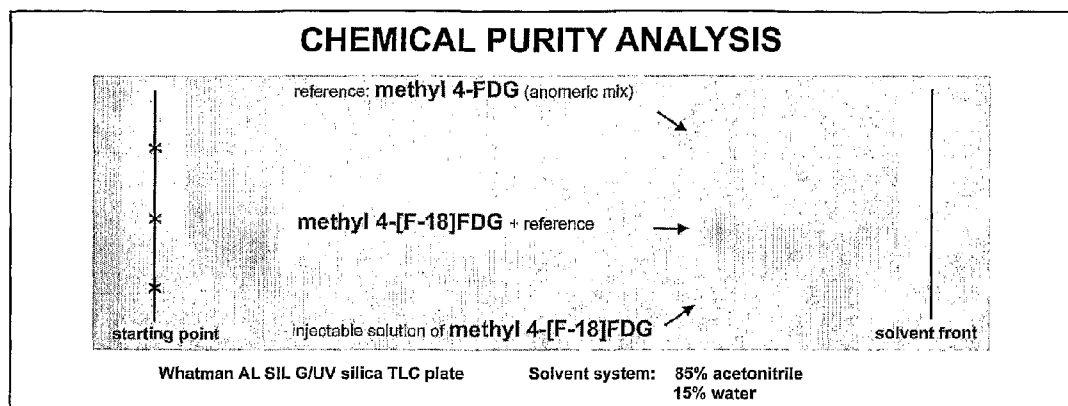 CHEMICAL PURITY ANALYSIS
reference: methyl 4-FDG (anomeric mix)
methyl 4-[F-18]FDG + reference
injectable solution of methyl 4-[F-18]FDG
starting point
solvent front
Whatman AL SIL G/UV silica TLC plate
Solvent system: 85% acetonitrile
15% water